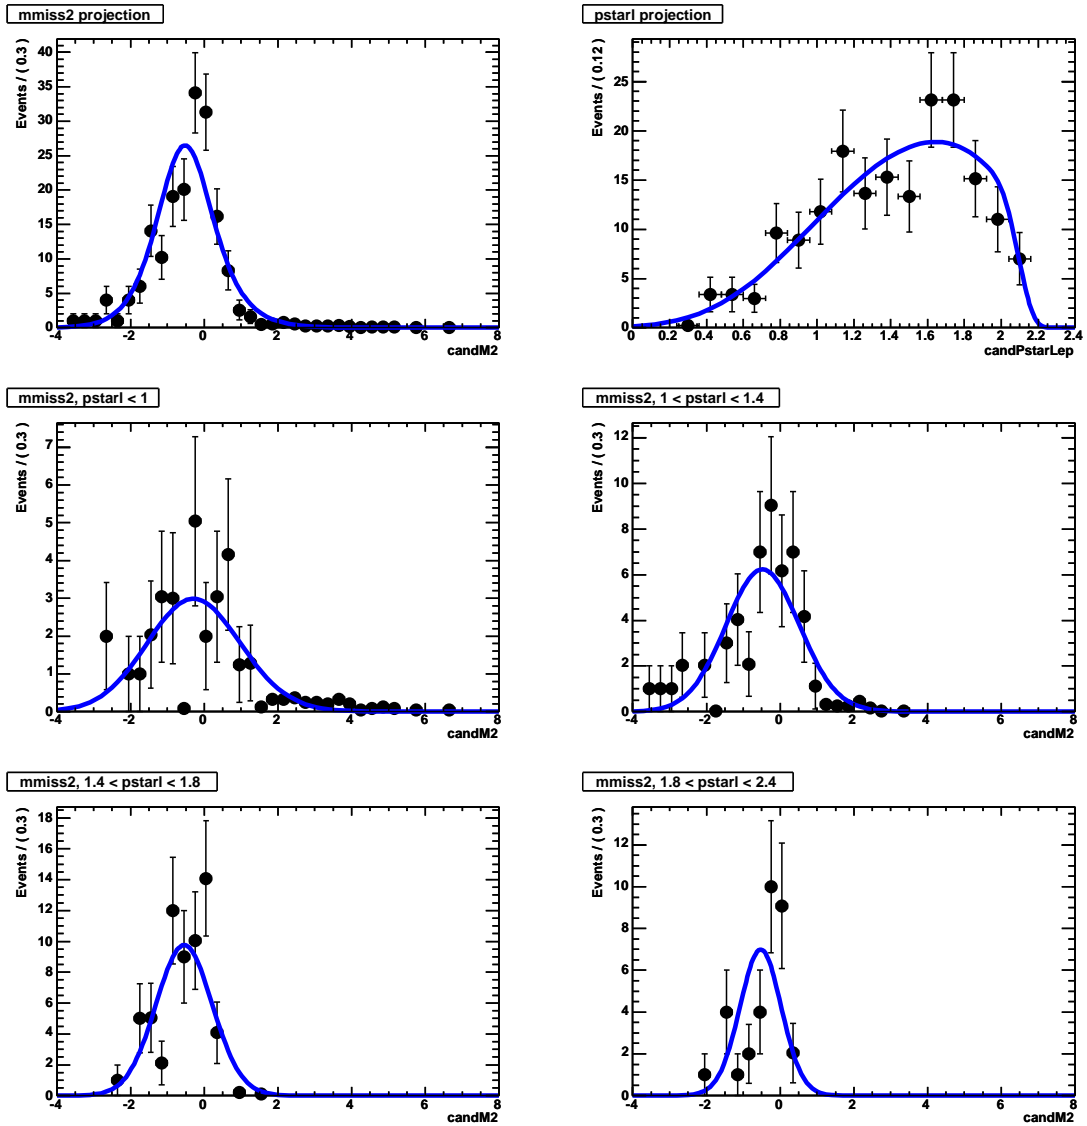 mmiss2 projection
Events / ( 0.3 )
40
35
30
25
20
15
10
5
0
-4 -2 0 2 4 6 8
candM2
pstarl projection
Events / ( 0.12 )
25
20
15
10
5
0
0 0.2 0.4 0.6 0.8 1 1.2 1.4 1.6 1.8 2 2.2 2.4
candPstarLep
mmiss2, pstarl < 1
Events / ( 0.3 )
7
6
5
4
3
2
1
0
-4 -2 0 2 4 6 8
candM2
mmiss2, 1 < pstarl < 1.4
Events / ( 0.3 )
12
10
8
6
4
2
0
-4 -2 0 2 4 6 8
candM2
mmiss2, 1.4 < pstarl < 1.8
Events / ( 0.3 )
18
16
14
12
10
8
6
4
2
0
-4 -2 0 2 4 6 8
candM2
mmiss2, 1.8 < pstarl < 2.4
Events / ( 0.3 )
12
10
8
6
4
2
0
-4 -2 0 2 4 6 8
candM2